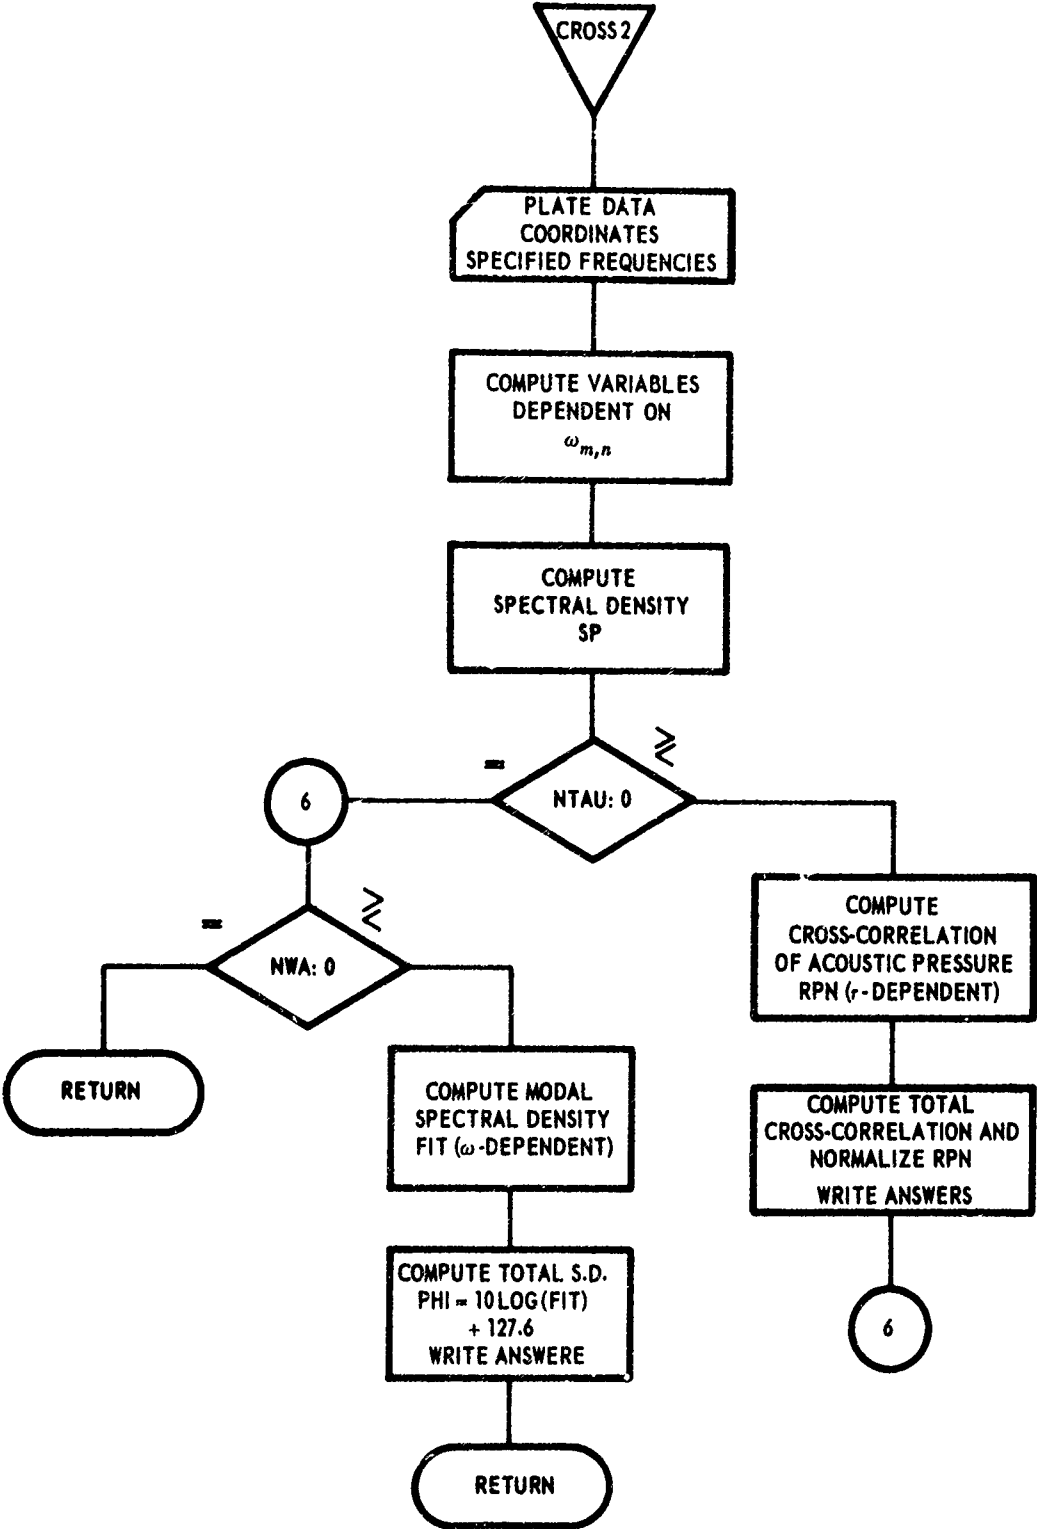 CROSS 2
PLATE DATA
COORDINATES
SPECIFIED FREQUENCIES
COMPUTE VARIABLES
DEPENDENT ON
ωm,n
COMPUTE
SPECTRAL DENSITY
SP
=
NTAU: 0
≷
6
=
NWA: 0
≷
RETURN
COMPUTE MODAL
SPECTRAL DENSITY
FIT (ω-DEPENDENT)
COMPUTE TOTAL S.D.
PHI = 10 LOG(FIT)
+ 127.6
WRITE ANSWERE
RETURN
COMPUTE
CROSS-CORRELATION
OF ACOUSTIC PRESSURE
RPN (τ-DEPENDENT)
COMPUTE TOTAL
CROSS-CORRELATION AND
NORMALIZE RPN
WRITE ANSWERS
6